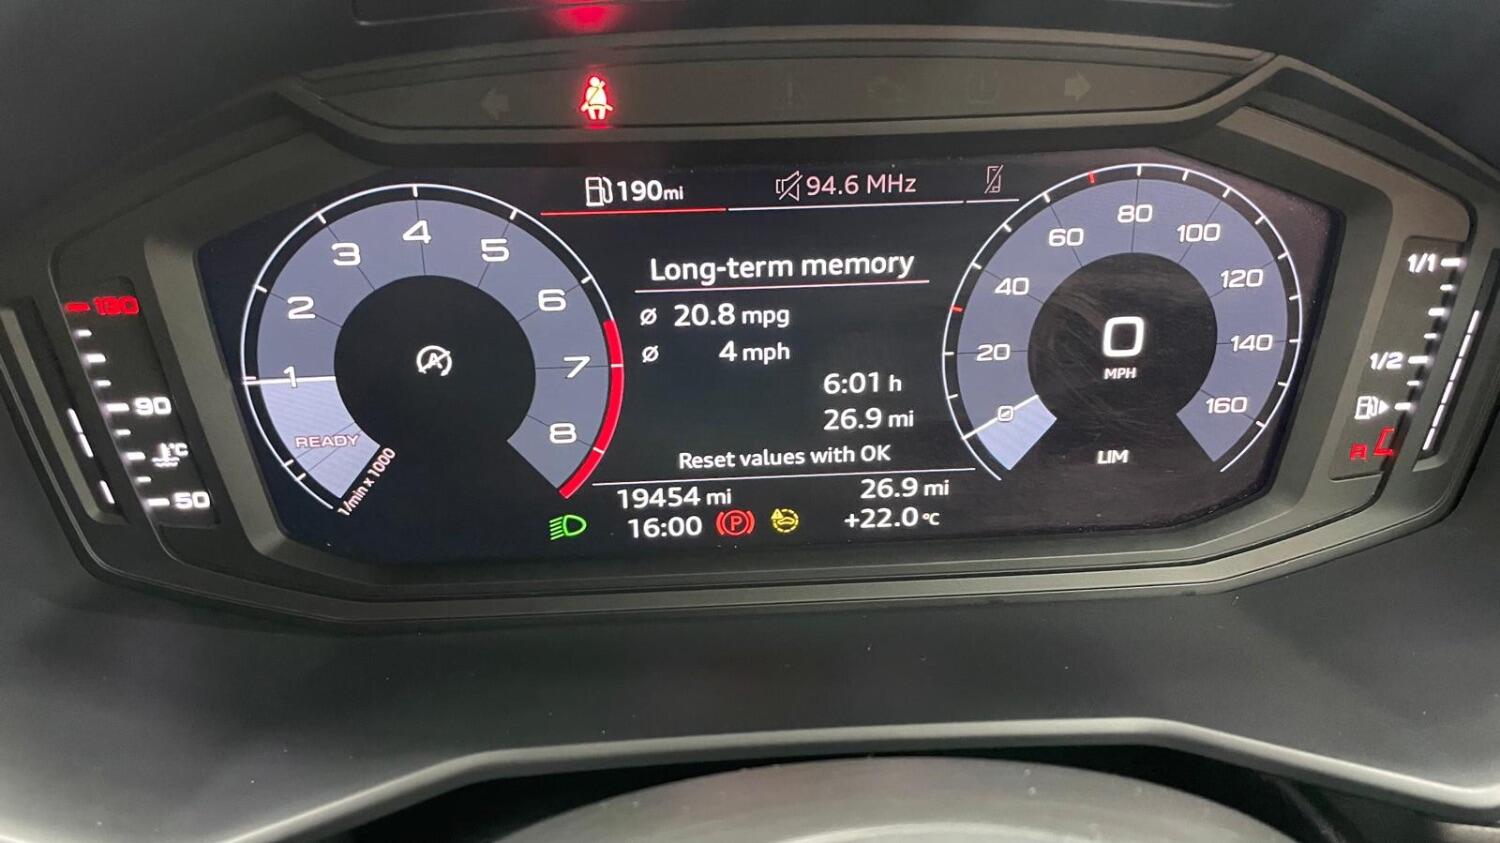 190mi
94.6 MHz
Long-term memory
ø 20.8 mpg
ø 4 mph
6:01 h
26.9 mi
Reset values with OK
19454 mi 26.9 mi
16:00 (P) +22.0 °C
1 2 3 4 5 6 7 8
READY
1/min x 1000
A
0 20 40 60 80 100 120 140 160
0
MPH
LIM
130
90
°C
50
1/1
1/2
R